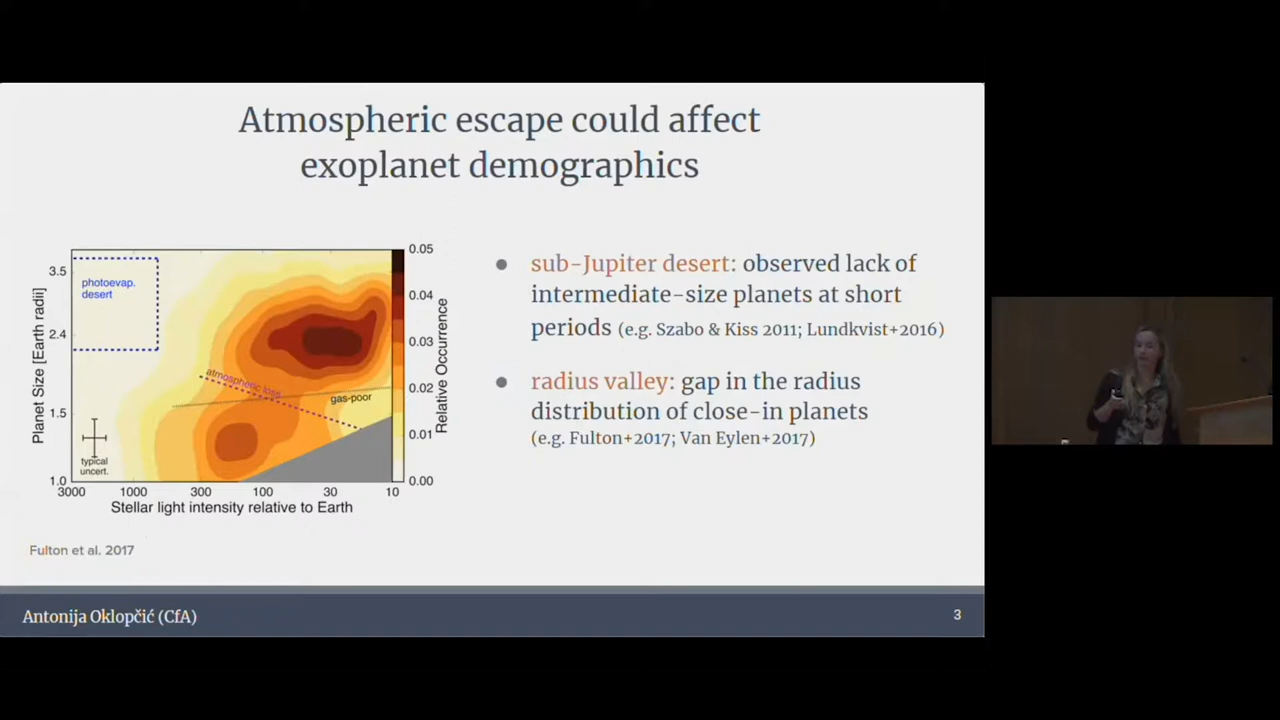 Atmospheric escape could affect
exoplanet demographics
0.05
0.04
0.03
0.02
0.01
0.00
Relative Occurrence
3.5
2.4
1.5
1.0
Planet Size [Earth radii]
photoevap.
desert
atmospheric loss
gas-poor
typical
uncert.
3000 1000 300 100 30 10
Stellar light intensity relative to Earth
Fulton et al. 2017
● sub-Jupiter desert: observed lack of
intermediate-size planets at short
periods (e.g. Szabo & Kiss 2011; Lundkvist+2016)
● radius valley: gap in the radius
distribution of close-in planets
(e.g. Fulton+2017; Van Eylen+2017)
Antonija Oklopčić (CfA)
3